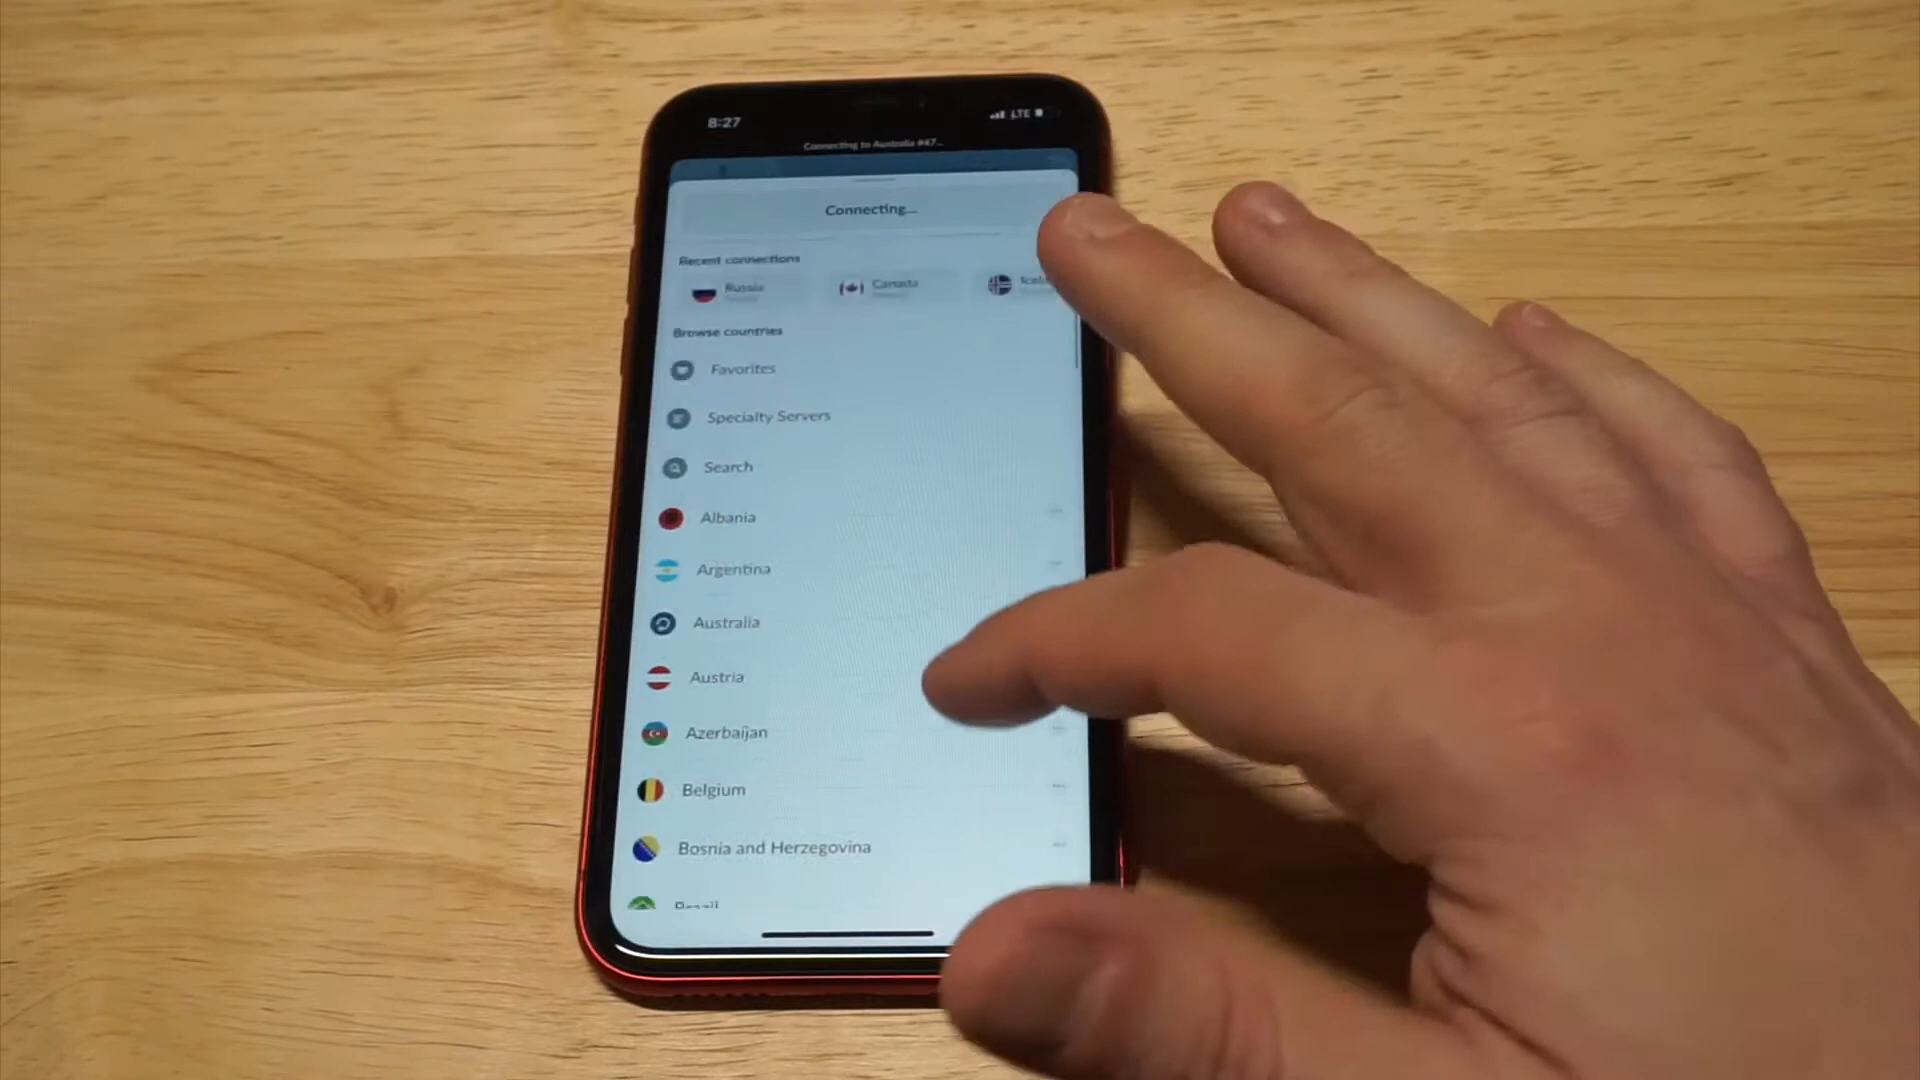 8:27
LTE
Connecting to Australia #47...
Connecting...
Recent connections
Russia
Canada
Browse countries
Favorites
Specialty Servers
Search
Albania
Argentina
Australia
Austria
Azerbaijan
Belgium
Bosnia and Herzegovina
Brazil